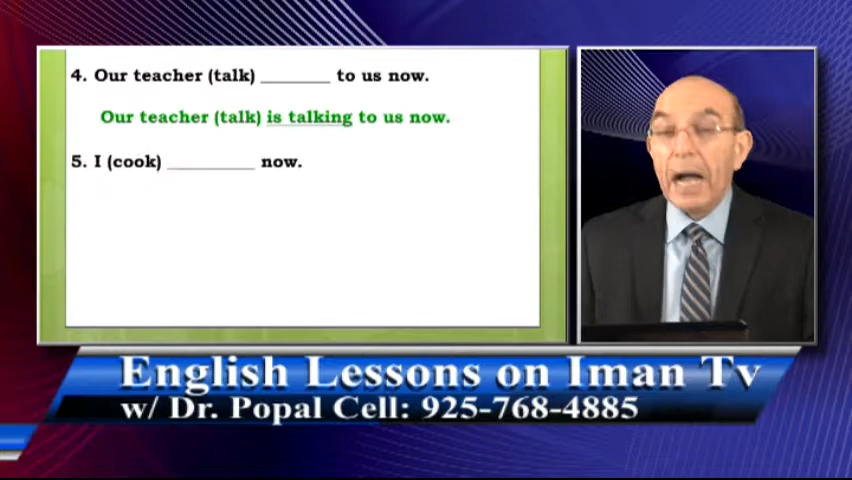 4. Our teacher (talk) ________ to us now.
Our teacher (talk) is talking to us now.
5. I (cook) __________ now.
English Lessons on Iman Tv
w/ Dr. Popal Cell: 925-768-4885